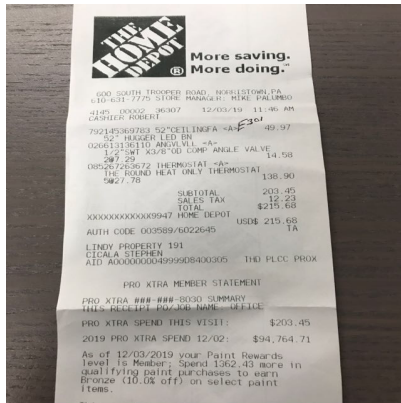 THE
HOME
DEPOT
®
More saving.
More doing.™
600 SOUTH TROOPER ROAD, NORRISTOWN,PA
610-631-7775 STORE MANAGER: MIKE PALUMBO
4145 00002 36307 12/03/19 11:46 AM
CASHIER ROBERT
E301
792145369783 52"CEILINGFA <A> 49.97
52" HUGGER LED BN
026613136110 ANGVLVLL <A>
1/2"SWT X3/8"OD COMP ANGLE VALVE
2@7.29 14.58
085267263672 THERMOSTAT <A>
THE ROUND HEAT ONLY THERMOSTAT
5@27.78 138.90
SUBTOTAL 203.45
SALES TAX 12.23
TOTAL $215.68
XXXXXXXXXXXX9947 HOME DEPOT
USD$ 215.68
AUTH CODE 003589/6022645 TA
LINDY PROPERTY 191
CICALA STEPHEN
AID A0000000049999D8400305 THD PLCC PROX
PRO XTRA MEMBER STATEMENT
PRO XTRA ###-###-8030 SUMMARY
THIS RECEIPT PO/JOB NAME: OFFICE
PRO XTRA SPEND THIS VISIT: $203.45
2019 PRO XTRA SPEND 12/02: $94,764.71
As of 12/03/2019 your Paint Rewards
level is Member; Spend 1362.43 more in
qualifying paint purchases to earn
Bronze (10.0% off) on select paint
items.